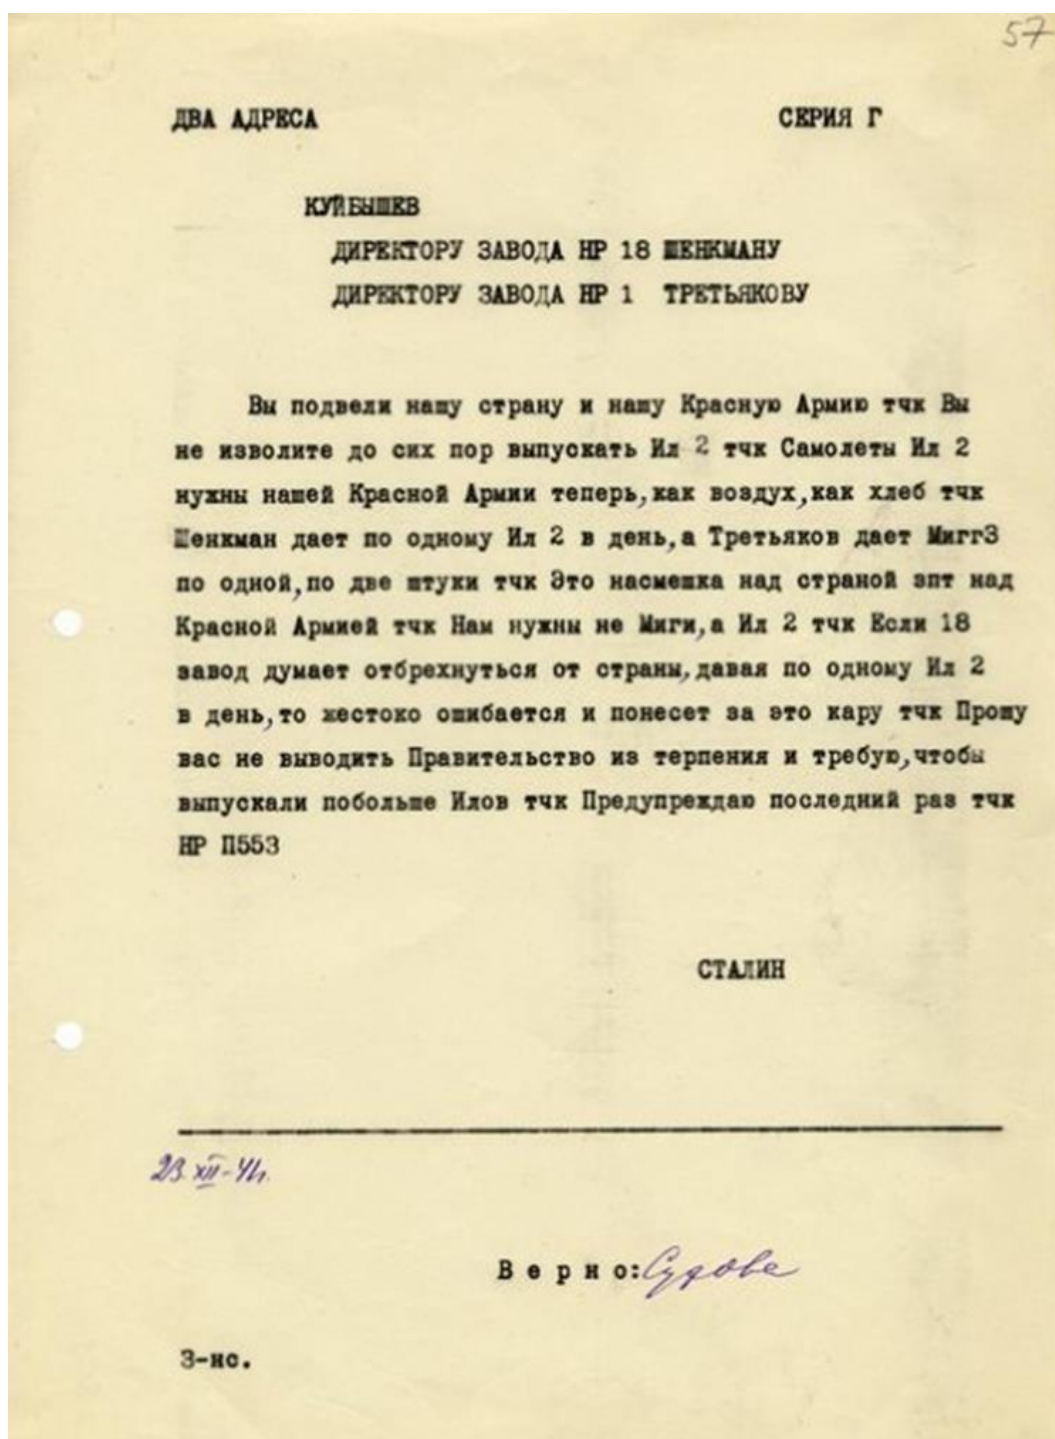 57
ДВА АДРЕСА СЕРИЯ Г
КУЙБЫШЕВ
ДИРЕКТОРУ ЗАВОДА НР 18 ШЕНКМАНУ
ДИРЕКТОРУ ЗАВОДА НР 1 ТРЕТЬЯКОВУ
Вы подвели нашу страну и нашу Красную Армию тчк Вы
не изволите до сих пор выпускать Ил 2 тчк Самолеты Ил 2
нужны нашей Красной Армии теперь,как воздух,как хлеб тчк
Шенкман дает по одному Ил 2 в день,а Третьяков дает Мигг3
по одной,по две штуки тчк Это насмешка над страной зпт над
Красной Армией тчк Нам нужны не Миги,а Ил 2 тчк Если 18
завод думает отбрехнуться от страны,давая по одному Ил 2
в день,то жестоко ошибается и понесет за это кару тчк Прошу
вас не выводить Правительство из терпения и требую,чтобы
выпускали побольше Илов тчк Предупреждаю последний раз тчк
НР П553
СТАЛИН
23.XII-41г.
Верно: Судова
3-нс.